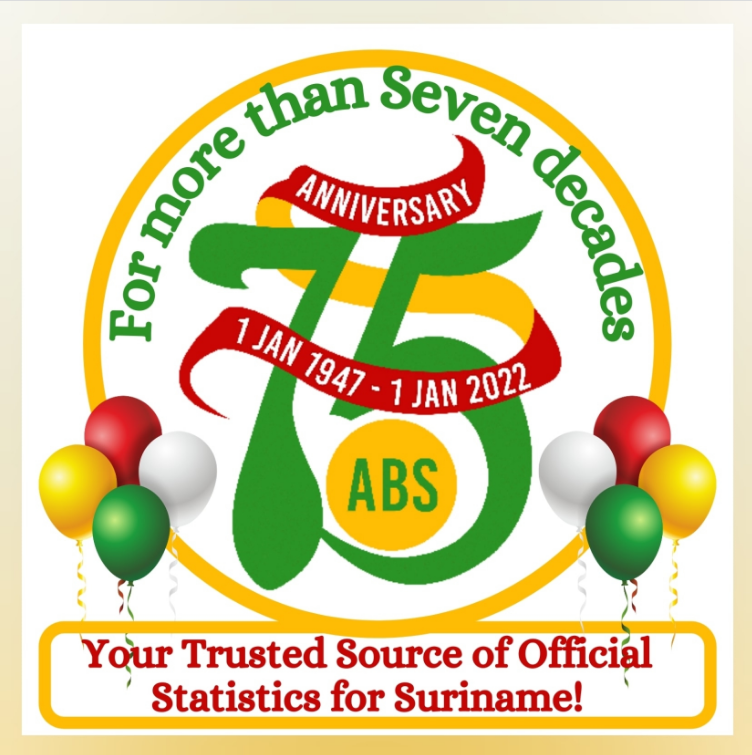 For more than Seven decades
ANNIVERSARY
75
1 JAN 1947 - 1 JAN 2022
ABS
Your Trusted Source of Official
Statistics for Suriname!